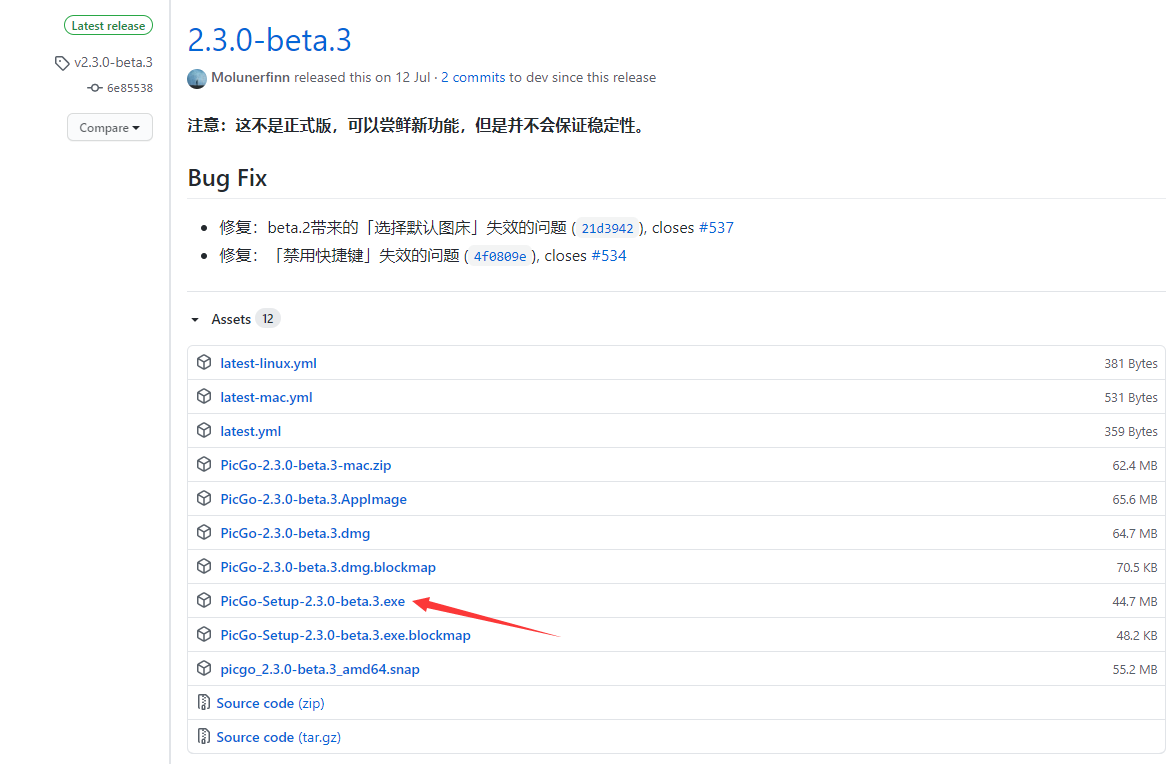 Latest release
v2.3.0-beta.3
6e85538
Compare
2.3.0-beta.3
Molunerfinn released this on 12 Jul · 2 commits to dev since this release
注意：这不是正式版，可以尝鲜新功能，但是并不会保证稳定性。
Bug Fix
修复：beta.2带来的「选择默认图床」失效的问题 ( 21d3942 ), closes #537
修复：「禁用快捷键」失效的问题 ( 4f0809e ), closes #534
Assets 12
latest-linux.yml 381 Bytes
latest-mac.yml 531 Bytes
latest.yml 359 Bytes
PicGo-2.3.0-beta.3-mac.zip 62.4 MB
PicGo-2.3.0-beta.3.AppImage 65.6 MB
PicGo-2.3.0-beta.3.dmg 64.7 MB
PicGo-2.3.0-beta.3.dmg.blockmap 70.5 KB
PicGo-Setup-2.3.0-beta.3.exe 44.7 MB
PicGo-Setup-2.3.0-beta.3.exe.blockmap 48.2 KB
picgo_2.3.0-beta.3_amd64.snap 55.2 MB
Source code (zip)
Source code (tar.gz)